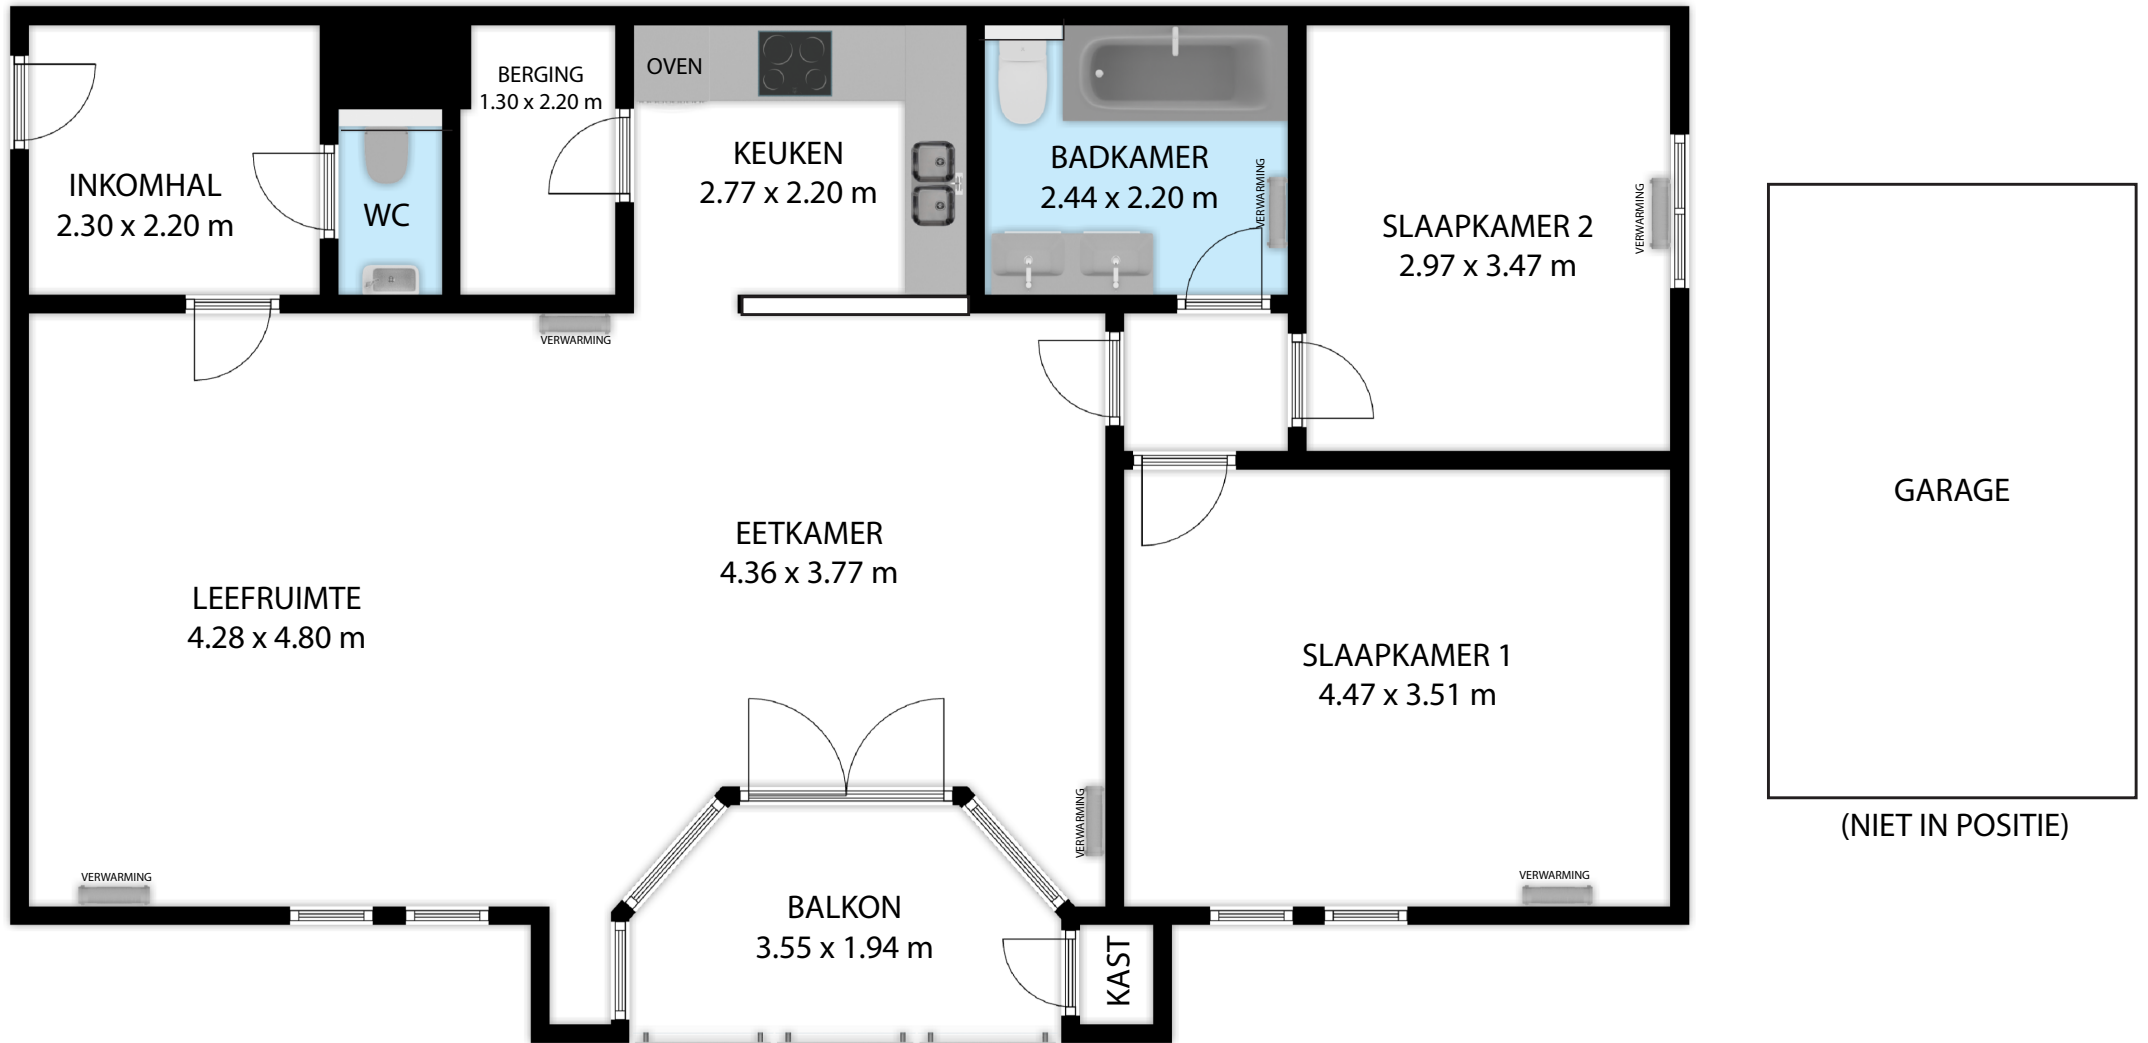 INKOMHAL
2.30 x 2.20 m
WC
BERGING
1.30 x 2.20 m
OVEN
KEUKEN
2.77 x 2.20 m
BADKAMER
2.44 x 2.20 m
VERWARMING
SLAAPKAMER 2
2.97 x 3.47 m
VERWARMING
VERWARMING
LEEFRUIMTE
4.28 x 4.80 m
VERWARMING
EETKAMER
4.36 x 3.77 m
VERWARMING
SLAAPKAMER 1
4.47 x 3.51 m
VERWARMING
BALKON
3.55 x 1.94 m
KAST
GARAGE
(NIET IN POSITIE)